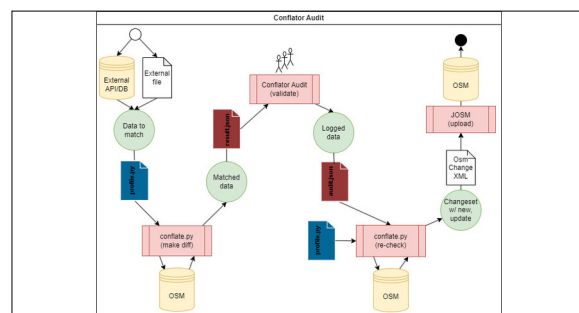 Conflator Audit
External
API/DB
External
file
Data to
match
profile.py
conflate.py
(make diff)
OSM
Matched
data
result.json
Conflator Audit
(validate)
Logged
data
audit.json
profile.py
conflate.py
(re-check)
OSM
Changeset
w/ new,
update
Osm
Change
XML
JOSM
(upload)
OSM